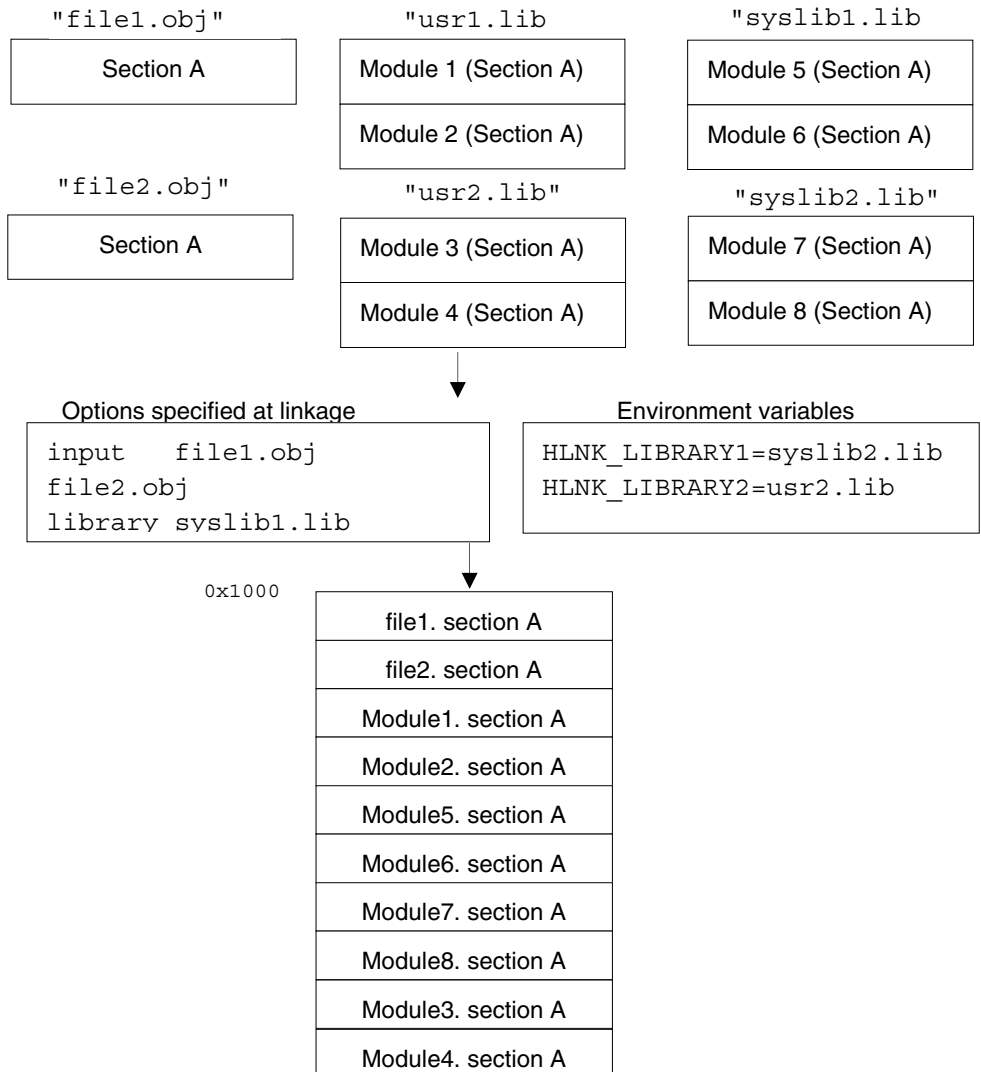 "file1.obj"
Section A
"file2.obj"
Section A
"usr1.lib
Module 1 (Section A)
Module 2 (Section A)
"usr2.lib"
Module 3 (Section A)
Module 4 (Section A)
"syslib1.lib
Module 5 (Section A)
Module 6 (Section A)
"syslib2.lib"
Module 7 (Section A)
Module 8 (Section A)
Options specified at linkage
input file1.obj
file2.obj
library syslib1.lib
Environment variables
HLNK_LIBRARY1=syslib2.lib
HLNK_LIBRARY2=usr2.lib
0x1000
file1. section A
file2. section A
Module1. section A
Module2. section A
Module5. section A
Module6. section A
Module7. section A
Module8. section A
Module3. section A
Module4. section A